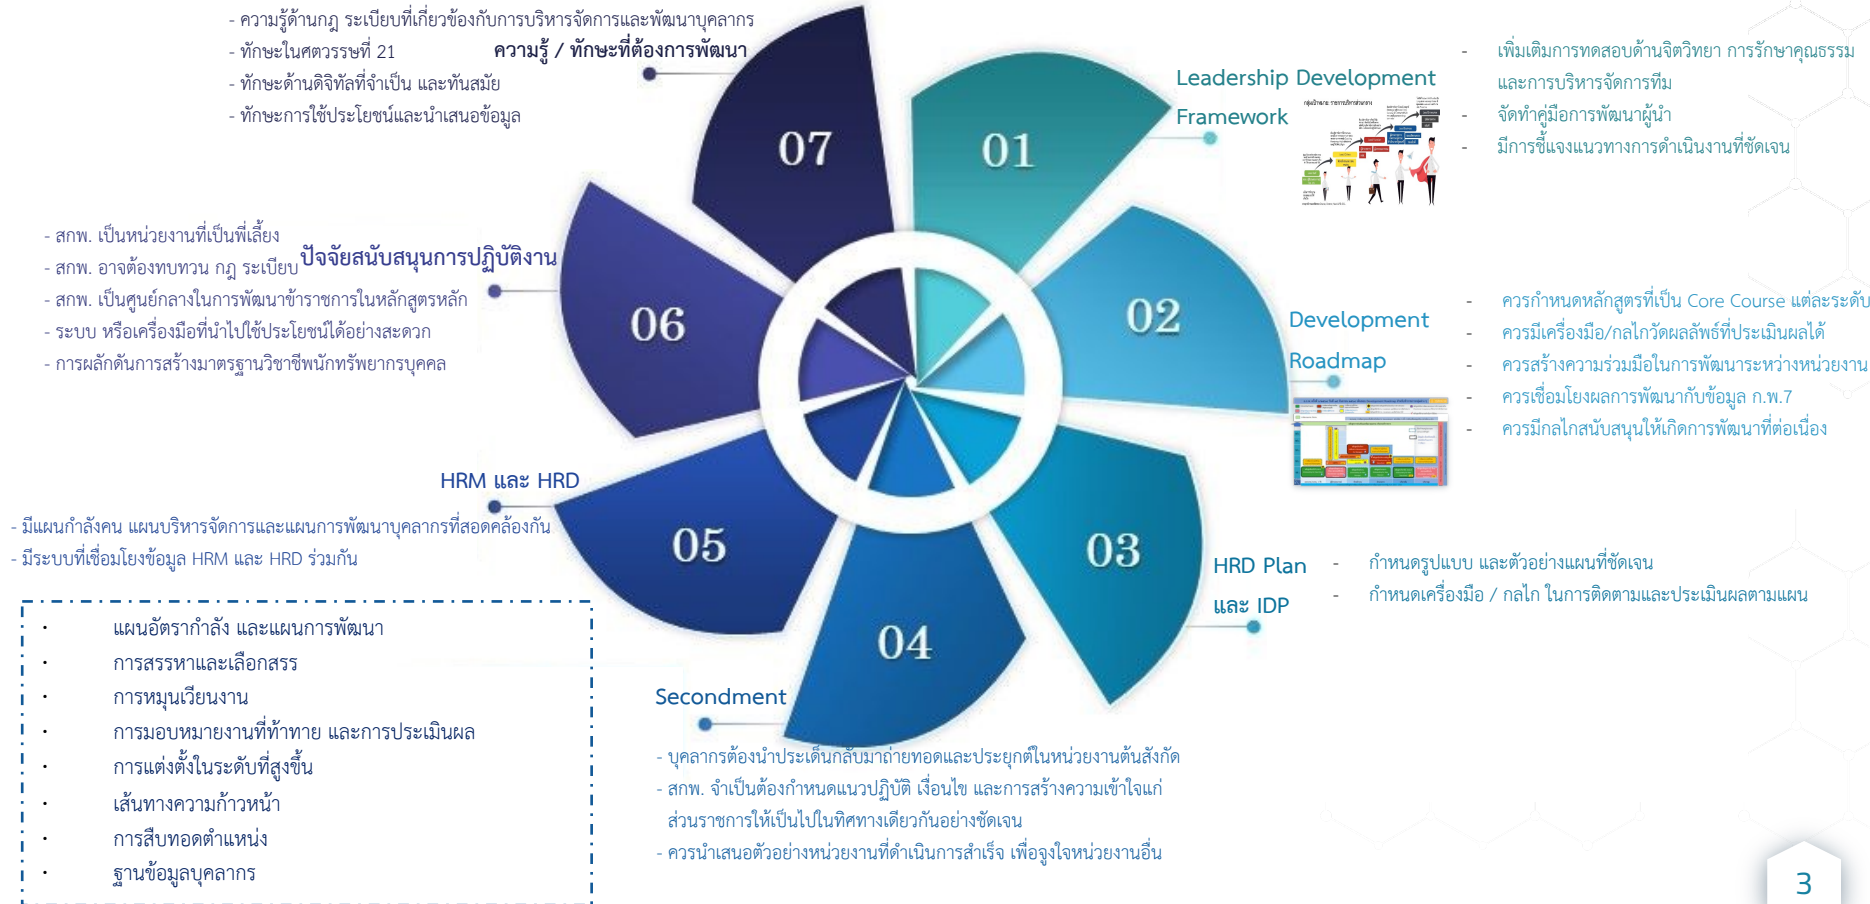 - ความรู้ด้านกฎ ระเบียบที่เกี่ยวข้องกับการบริหารจัดการและพัฒนาบุคลากร
- ทักษะในศตวรรษที่ 21
ความรู้ / ทักษะที่ต้องการพัฒนา
- ทักษะด้านดิจิทัลที่จำเป็น และทันสมัย
- ทักษะการใช้ประโยชน์และนำเสนอข้อมูล
07
01
Leadership Development
Framework
- เพิ่มเติมการทดสอบด้านจิตวิทยา การรักษาคุณธรรม
และการบริหารจัดการทีม
- จัดทำคู่มือการพัฒนาผู้นำ
- มีการชี้แจงแนวทางการดำเนินงานที่ชัดเจน
- สกพ. เป็นหน่วยงานที่เป็นพี่เลี้ยง
- สกพ. อาจต้องทบทวน กฎ ระเบียบ
ปัจจัยสนับสนุนการปฏิบัติงาน
- สกพ. เป็นศูนย์กลางในการพัฒนาข้าราชการในหลักสูตรหลัก
- ระบบ หรือเครื่องมือที่นำไปใช้ประโยชน์ได้อย่างสะดวก
- การผลักดันการสร้างมาตรฐานวิชาชีพนักทรัพยากรบุคคล
06
02
Development
Roadmap
- ควรกำหนดหลักสูตรที่เป็น Core Course แต่ละระดับ
- ควรมีเครื่องมือ/กลไกวัดผลลัพธ์ที่ประเมินผลได้
- ควรสร้างความร่วมมือในการพัฒนาระหว่างหน่วยงาน
- ควรเชื่อมโยงผลการพัฒนากับข้อมูล ก.พ.7
- ควรมีกลไกสนับสนุนให้เกิดการพัฒนาที่ต่อเนื่อง
HRM และ HRD
- มีแผนกำลังคน แผนบริหารจัดการและแผนการพัฒนาบุคลากรที่สอดคล้องกัน
- มีระบบที่เชื่อมโยงข้อมูล HRM และ HRD ร่วมกัน
05
03
HRD Plan
และ IDP
- กำหนดรูปแบบ และตัวอย่างแผนที่ชัดเจน
- กำหนดเครื่องมือ / กลไก ในการติดตามและประเมินผลตามแผน
• แผนอัตรากำลัง และแผนการพัฒนา
• การสรรหาและเลือกสรร
• การหมุนเวียนงาน
• การมอบหมายงานที่ท้าทาย และการประเมินผล
• การแต่งตั้งในระดับที่สูงขึ้น
• เส้นทางความก้าวหน้า
• การสืบทอดตำแหน่ง
• ฐานข้อมูลบุคลากร
04
Secondment
- บุคลากรต้องนำประเด็นกลับมาถ่ายทอดและประยุกต์ในหน่วยงานต้นสังกัด
- สกพ. จำเป็นต้องกำหนดแนวปฏิบัติ เงื่อนไข และการสร้างความเข้าใจแก่
ส่วนราชการให้เป็นไปในทิศทางเดียวกันอย่างชัดเจน
- ควรนำเสนอตัวอย่างหน่วยงานที่ดำเนินการสำเร็จ เพื่อจูงใจหน่วยงานอื่น
3